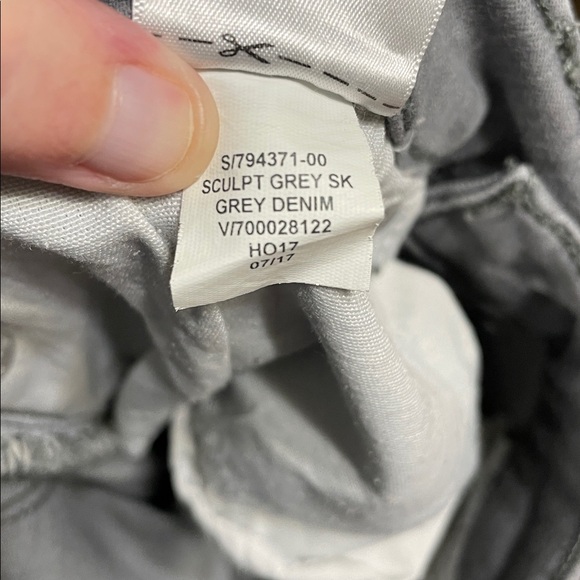 S/794371-00
SCULPT GREY SK
GREY DENIM
V/700028122
HO17
07/17